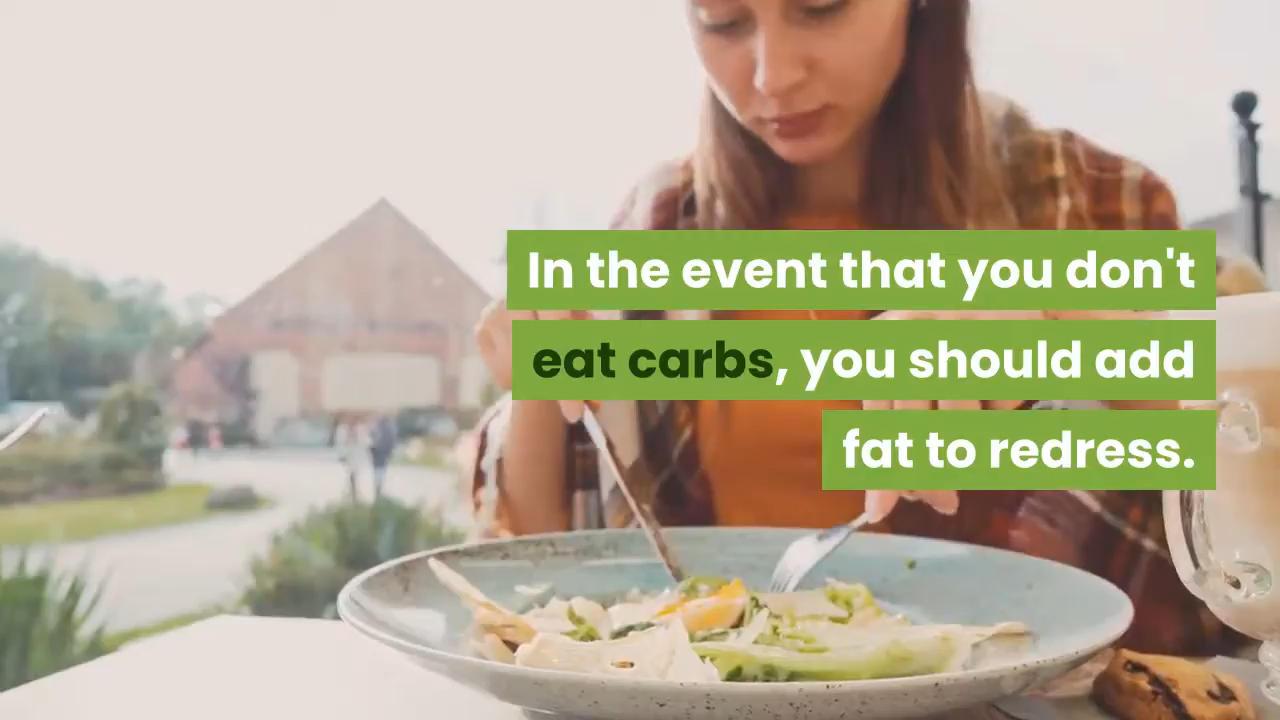 In the event that you don't
eat carbs, you should add
fat to redress.